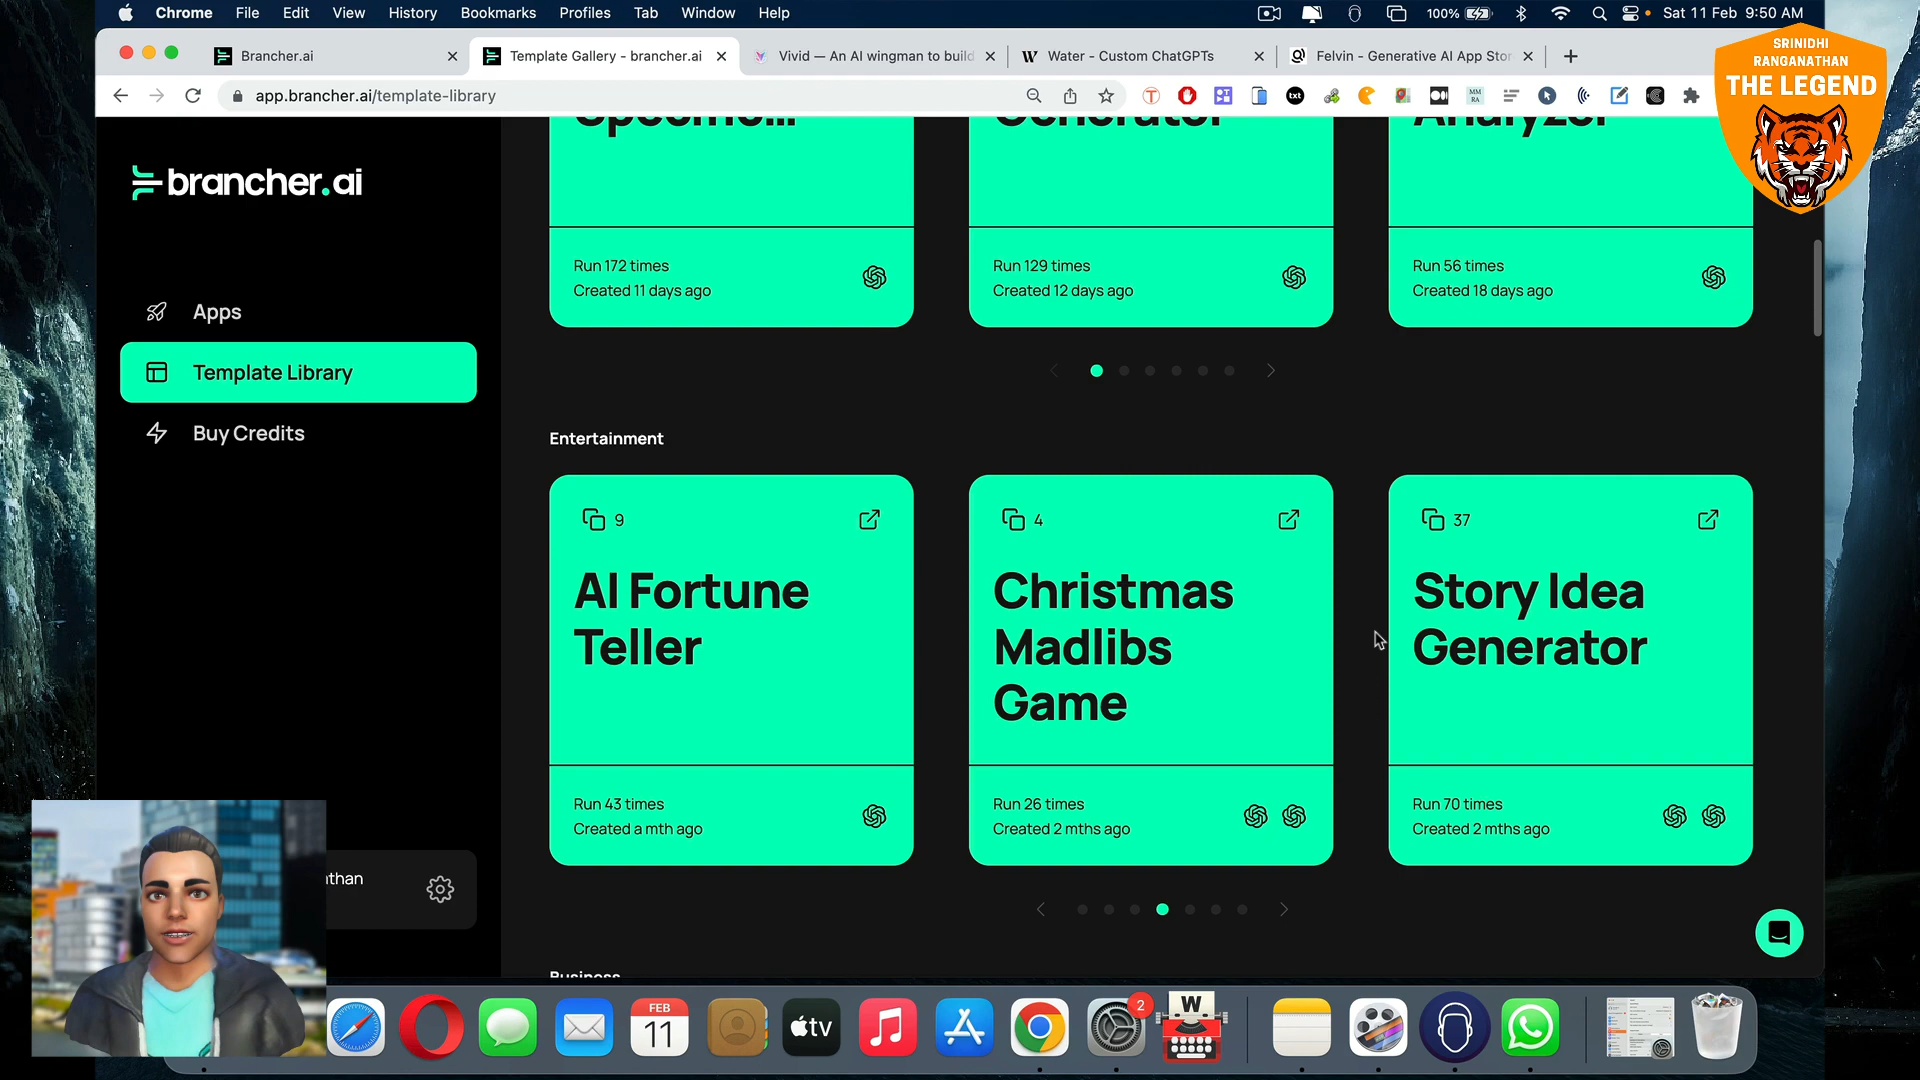 Chrome File Edit View History Bookmarks Profiles Tab Window Help 100% Sat 11 Feb 9:50 AM
Brancher.ai Template Gallery - brancher.ai Vivid — An AI wingman to build Water - Custom ChatGPTs Felvin - Generative AI App Stor
app.brancher.ai/template-library
SRINIDHI
RANGANATHAN
THE LEGEND
brancher.ai
Apps
Template Library
Buy Credits
Generator
Analyzer
Run 172 times
Created 11 days ago
Run 129 times
Created 12 days ago
Run 56 times
Created 18 days ago
Entertainment
9
AI Fortune
Teller
Run 43 times
Created a mth ago
4
Christmas
Madlibs
Game
Run 26 times
Created 2 mths ago
37
Story Idea
Generator
Run 70 times
Created 2 mths ago
Business
than
FEB
11
tv
2
W